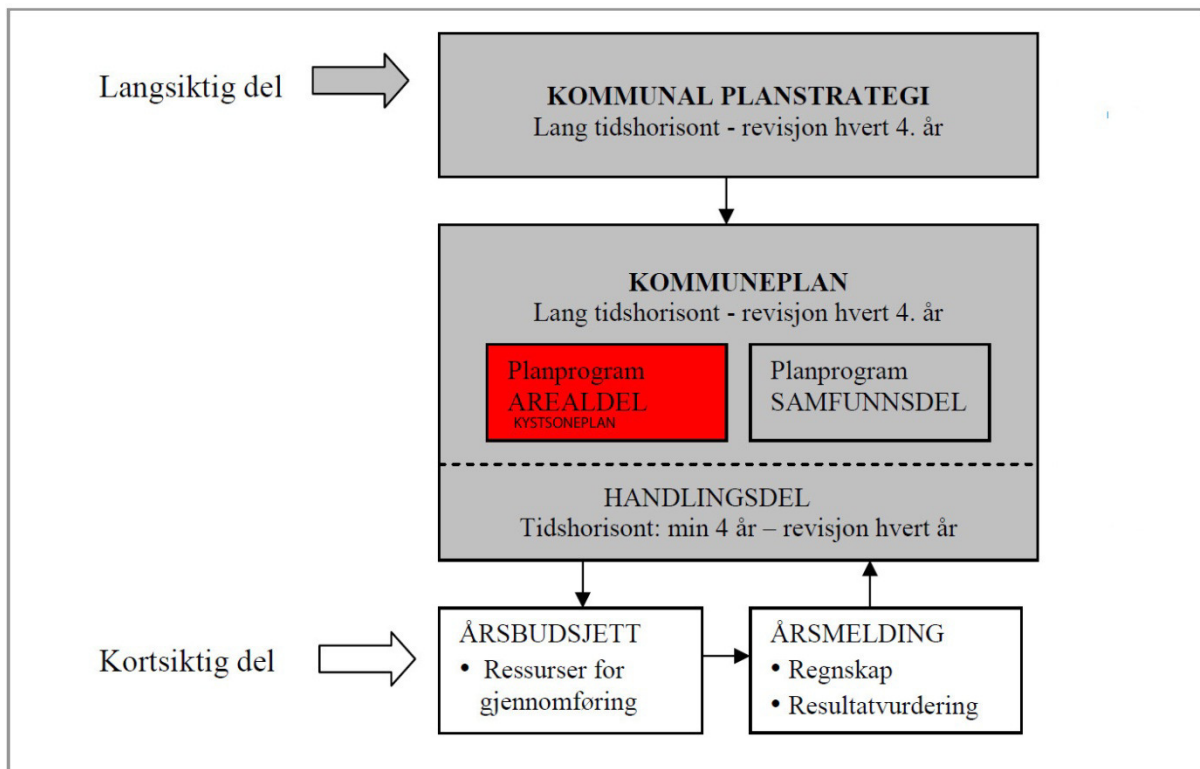 Langsiktig del
KOMMUNAL PLANSTRATEGI
Lang tidshorisont - revisjon hvert 4. år
KOMMUNEPLAN
Lang tidshorisont - revisjon hvert 4. år
Planprogram
AREALDEL
KYSTSONEPLAN
Planprogram
SAMFUNNSDEL
HANDLINGSDEL
Tidshorisont: min 4 år – revisjon hvert år
Kortsiktig del
ÅRSBUDSJETT
• Ressurser for
gjennomføring
ÅRSMELDING
• Regnskap
• Resultatvurdering